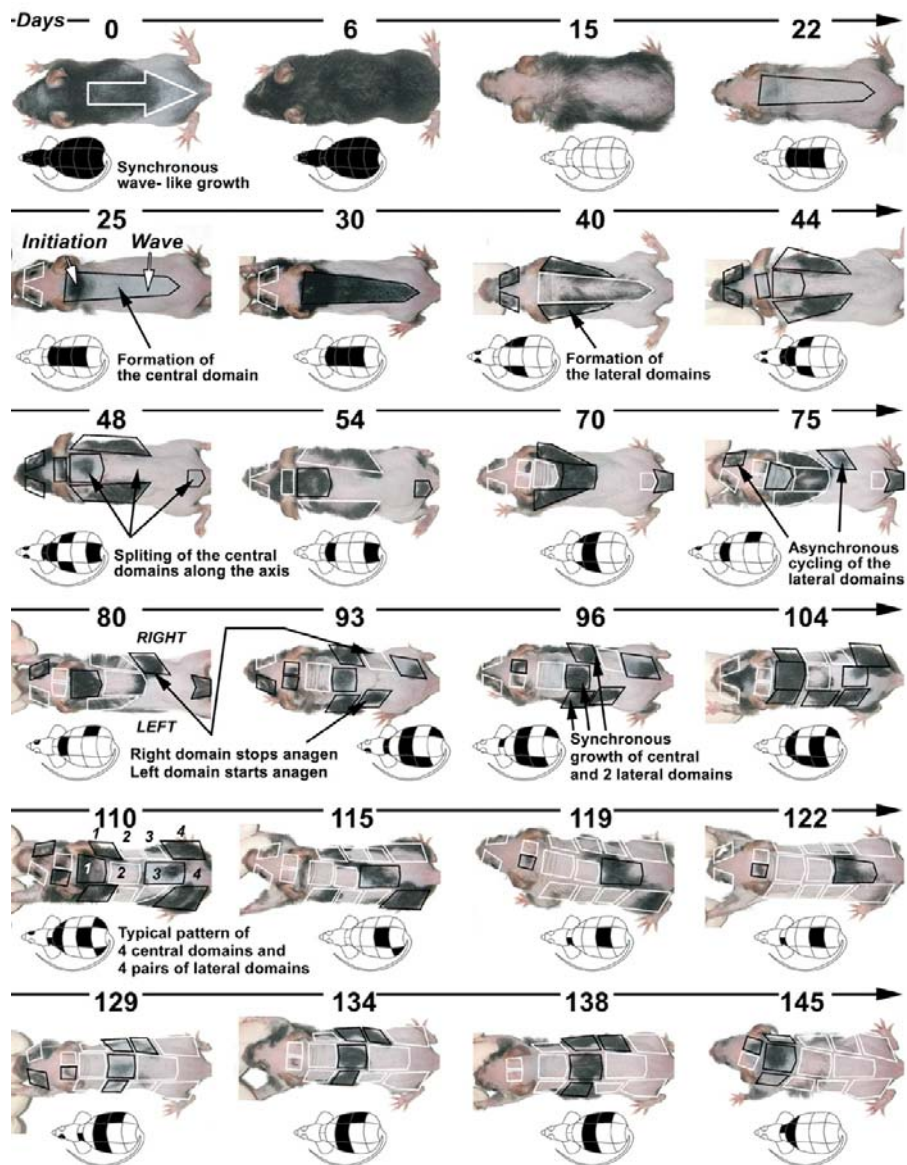 Days
0 6 15 22
Synchronous
wave- like growth
25 30 40 44
Initiation Wave
Formation of
the central domain
Formation of
the lateral domains
48 54 70 75
Spliting of the central
domains along the axis
Asynchronous
cycling of the
lateral domains
80 93 96 104
RIGHT
LEFT
Right domain stops anagen
Left domain starts anagen
Synchronous
growth of central
and 2 lateral domains
110 115 119 122
1 2 3 4
1 2 3 4
Typical pattern of
4 central domains and
4 pairs of lateral domains
129 134 138 145